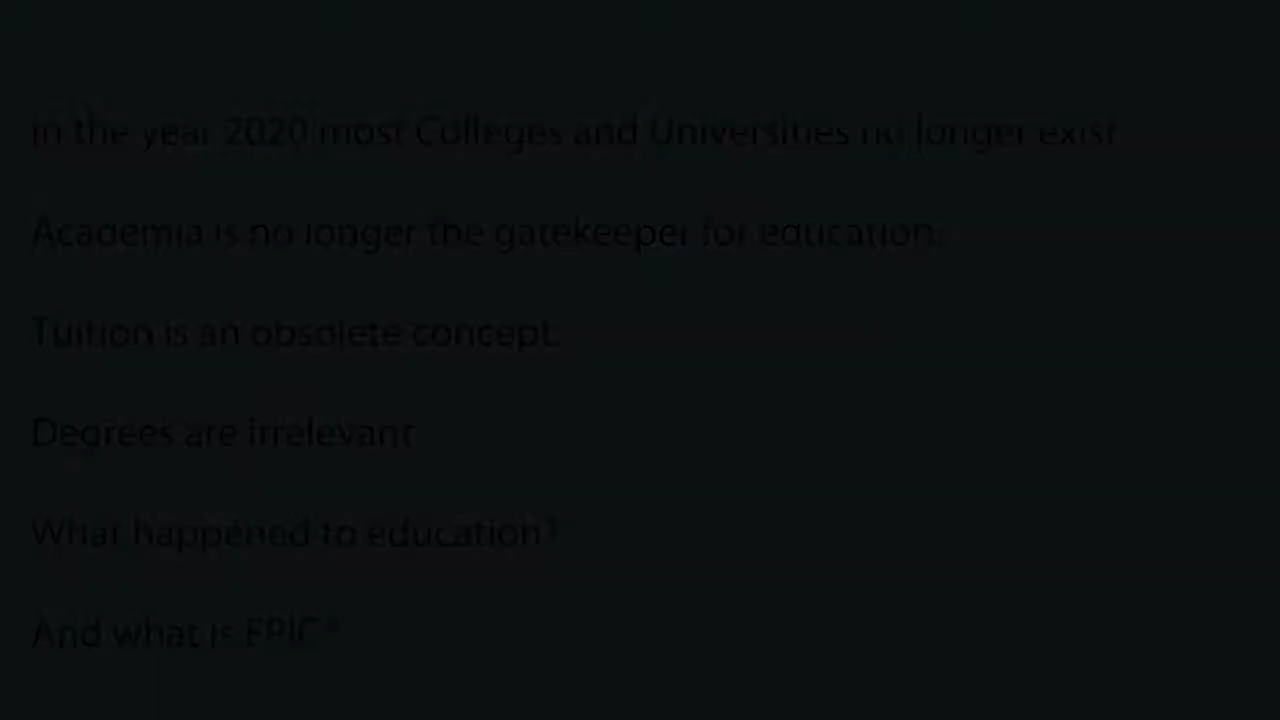 In the year 2020 most Colleges and Universities no longer exist
Academia is no longer the gatekeeper for education.
Tuition is an obsolete concept.
Degrees are irrelevant
What happened to education?
And what is EPIC?